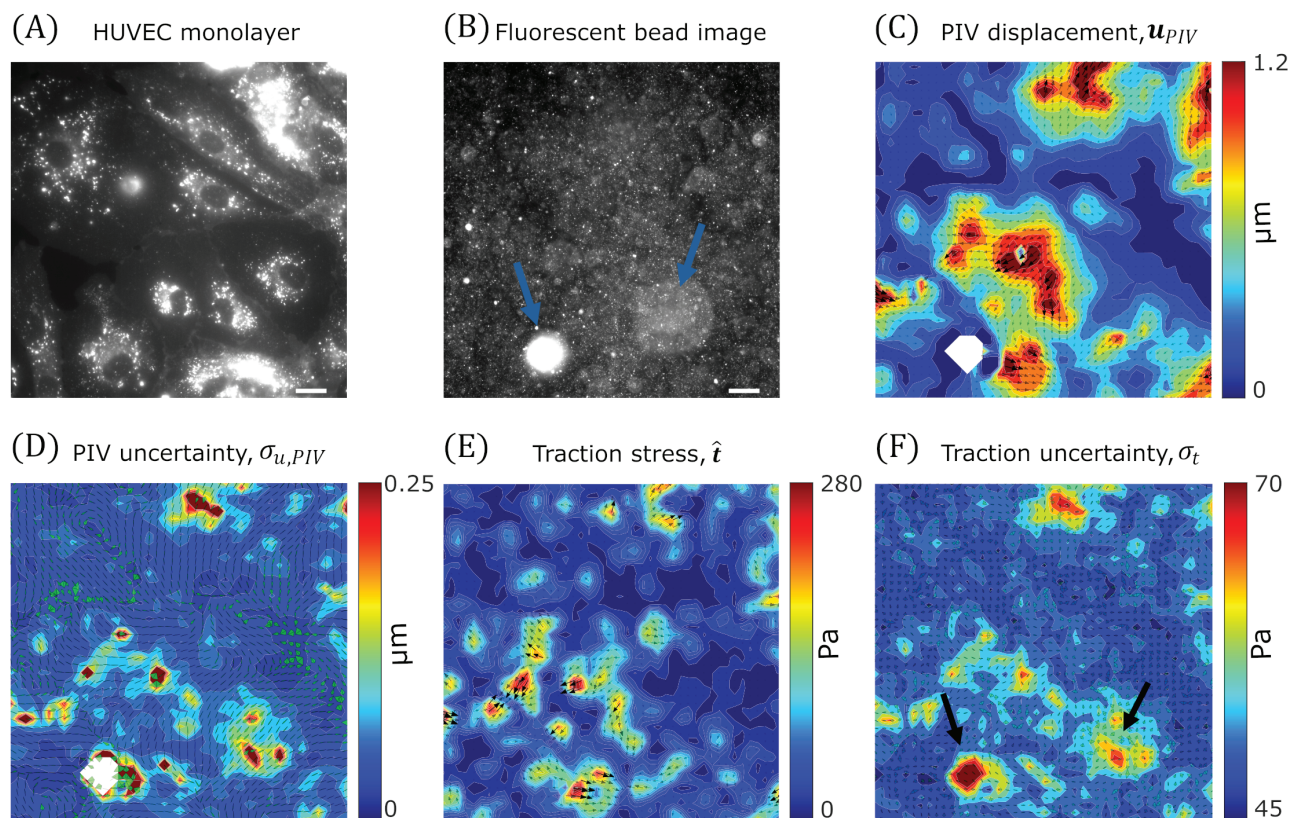 (A) HUVEC monolayer
(B) Fluorescent bead image
(C) PIV displacement, u_PIV
1.2
μm
0
(D) PIV uncertainty, σ_u,PIV
0.25
μm
0
(E) Traction stress, t̂
280
Pa
0
(F) Traction uncertainty, σ_t
70
Pa
45